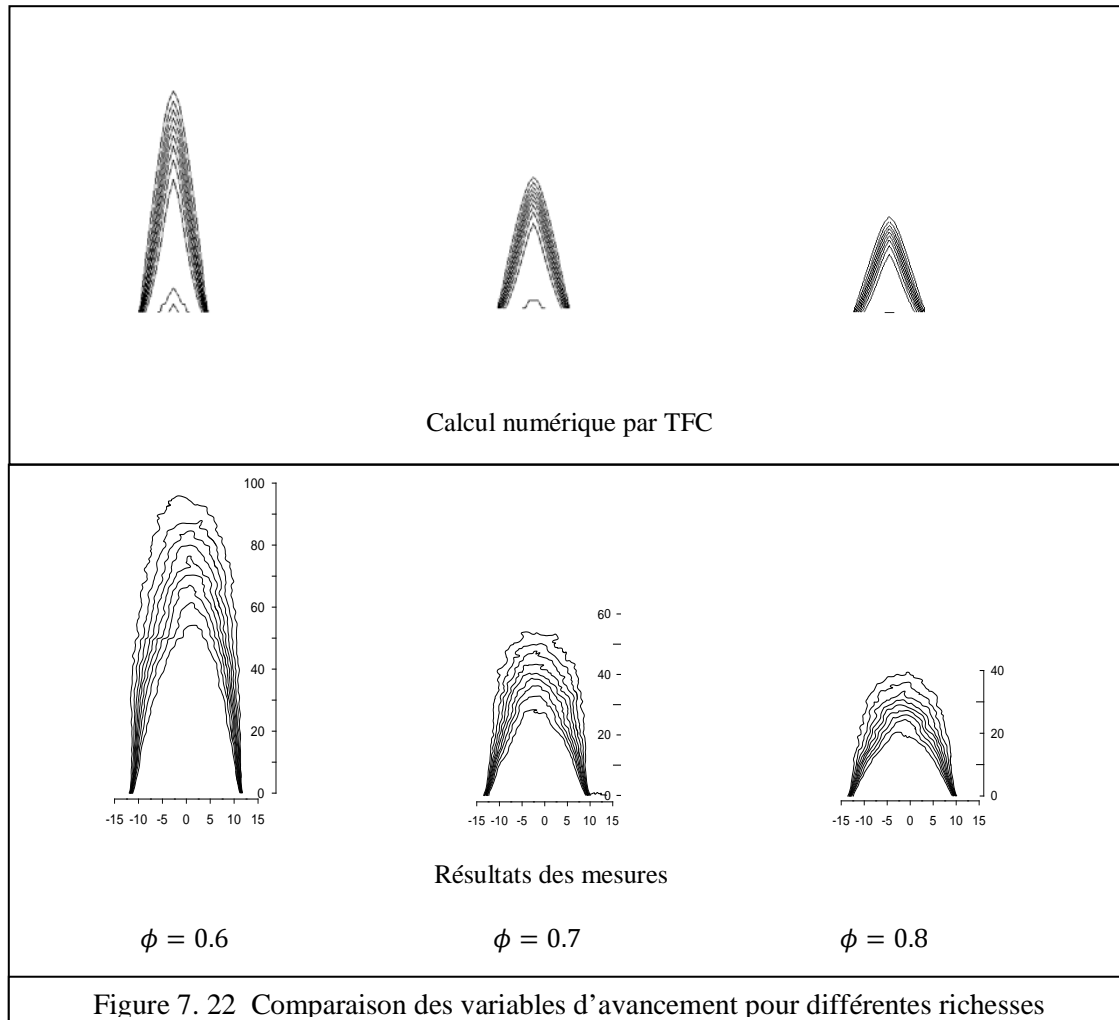 Calcul numérique par TFC
100
80
60
40
20
0
-15 -10 -5 0 5 10 15
60
40
20
0
-15 -10 -5 0 5 10 15
40
20
0
-15 -10 -5 0 5 10 15
Résultats des mesures
ϕ = 0.6
ϕ = 0.7
ϕ = 0.8
Figure 7. 22 Comparaison des variables d’avancement pour différentes richesses